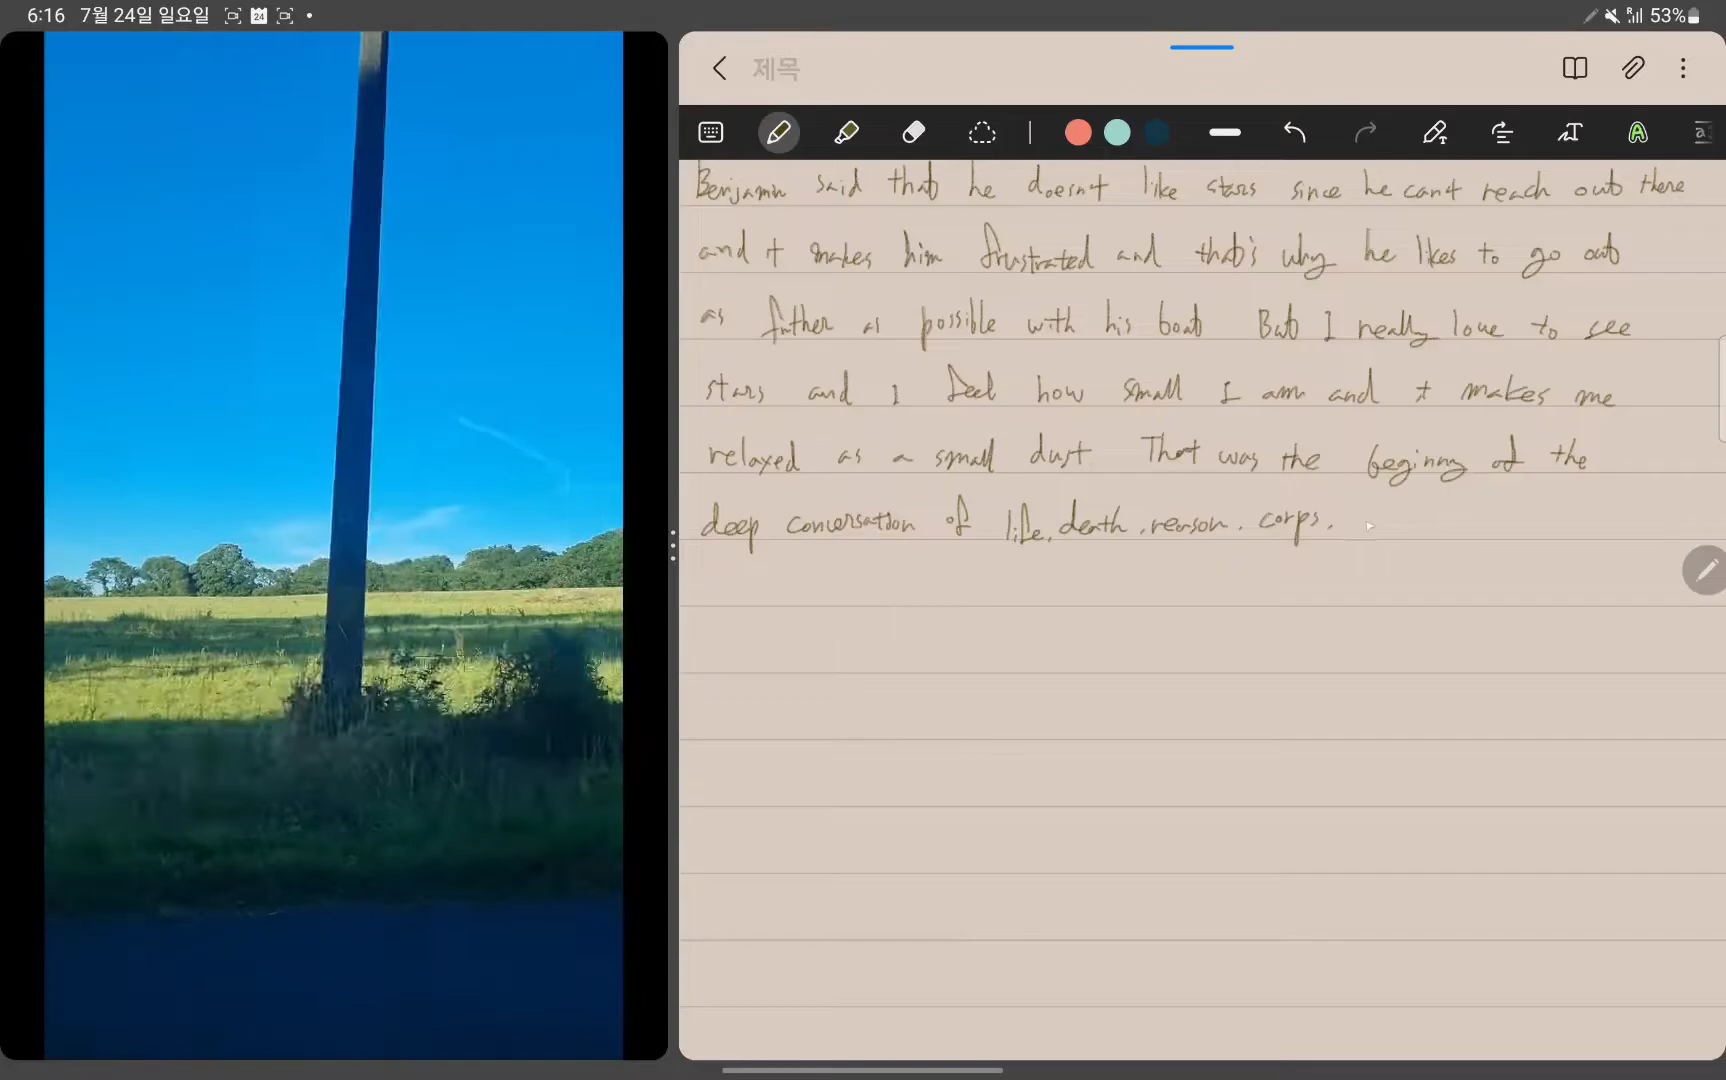 6:16 7월 24일 일요일 24 53%
제목
Benjamin said that he doesn't like stars since he can't reach out there
and it makes him frustrated and that's why he likes to go out
as futher as possible with his boat But I really love to see
stars and I feel how small I am and it makes me
relaxed as a small dust That was the beginny of the
deep conversation of life, death, reason, corps,